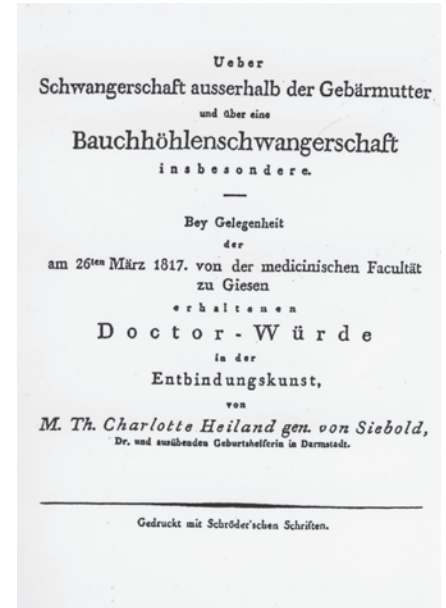 Ueber
Schwangerschaft ausserhalb der Gebärmutter
und über eine
Bauchhöhlenschwangerschaft
insbesondere.
Bey Gelegenheit
der
am 26ten März 1817. von der medicinischen Facultät
zu Giesen
erhaltenen
Doctor-Würde
in der
Entbindungskunst,
von
M. Th. Charlotte Heiland gen. von Siebold,
Dr. und ausübenden Geburtshelferin in Darmstadt.
Gedruckt mit Schröder'schen Schriften.